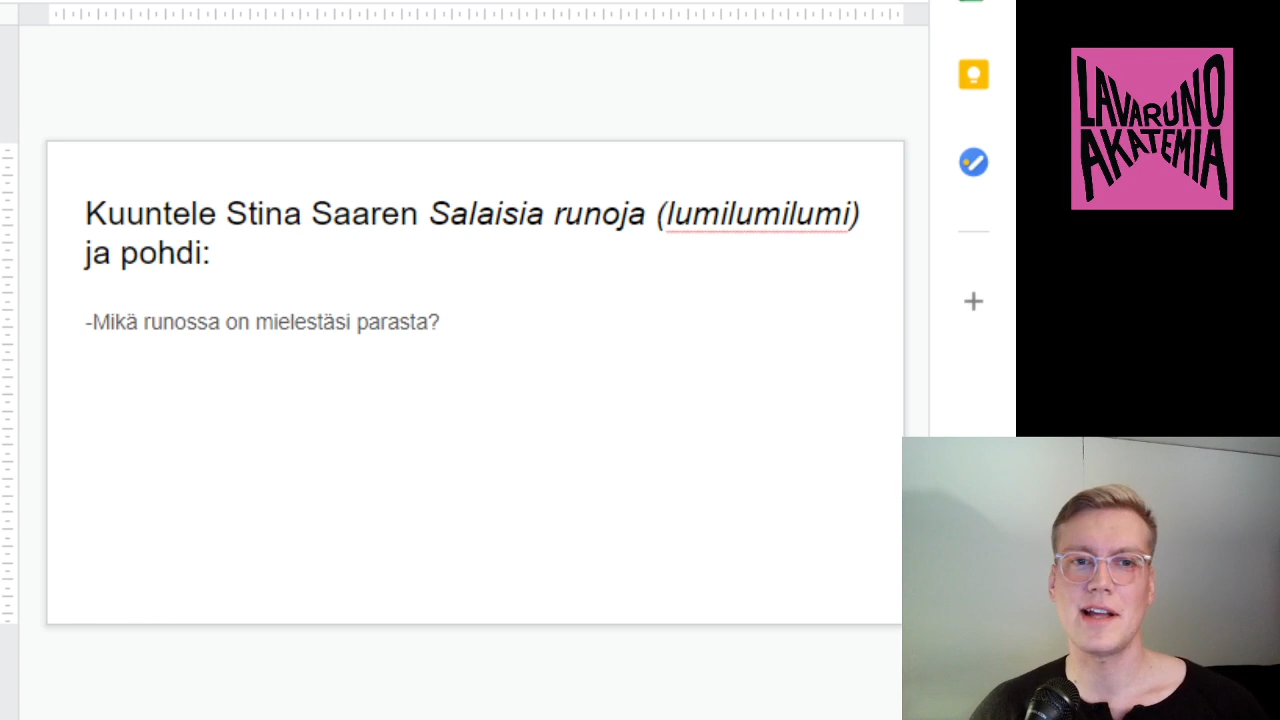 Kuuntele Stina Saaren Salaisia runoja (lumilumilumi)
ja pohdi:
-Mikä runossa on mielestäsi parasta?
LAVARUNO
AKATEMIA